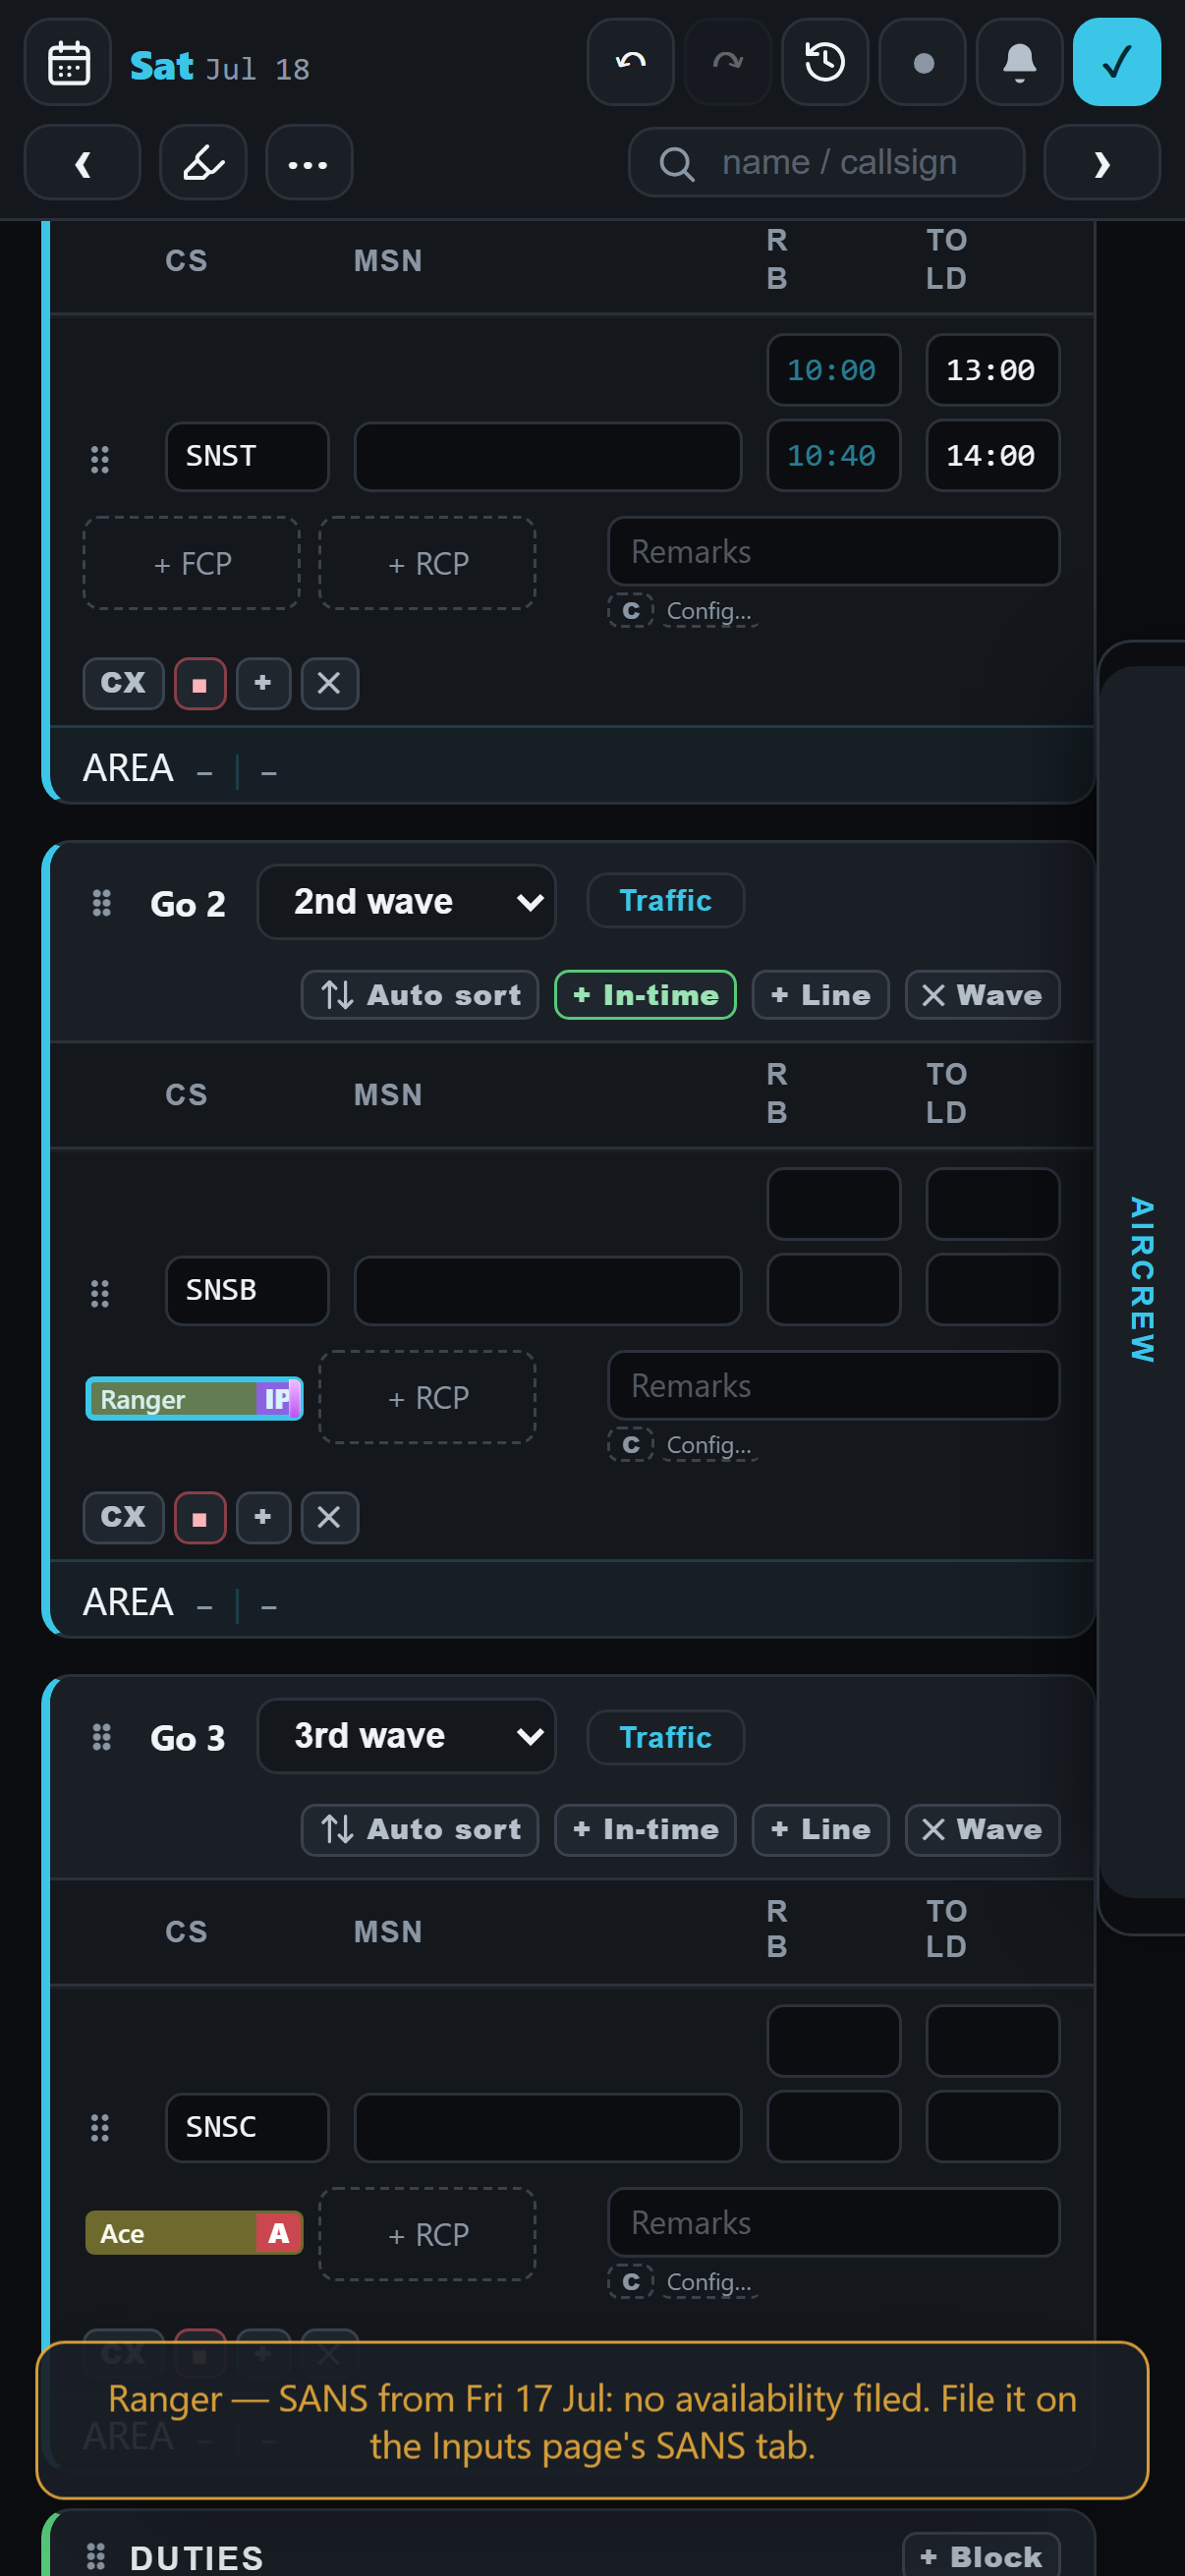 Sat Jul 18
name / callsign
CS MSN R TO
B LD
10:00 13:00
SNST 10:40 14:00
+ FCP + RCP Remarks
C Config...
CX + ×
AREA – | –
Go 2 2nd wave Traffic
Auto sort + In-time + Line × Wave
CS MSN R TO
B LD
SNSB
Ranger IP + RCP Remarks
C Config...
CX + ×
AREA – | –
AIRCREW
Go 3 3rd wave Traffic
Auto sort + In-time + Line × Wave
CS MSN R TO
B LD
SNSC
Ace A + RCP Remarks
C Config...
CX + ×
Ranger — SANS from Fri 17 Jul: no availability filed. File it on
the Inputs page's SANS tab.
AREA – | –
DUTIES + Block